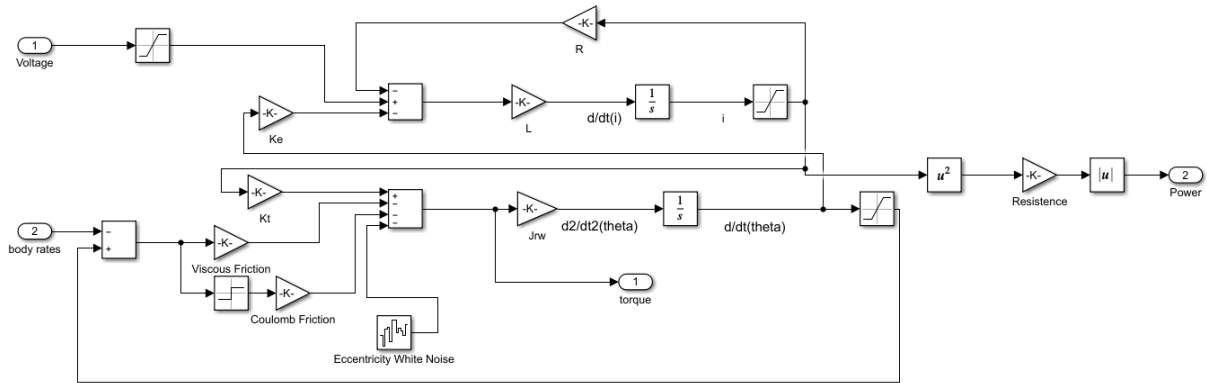 -K-
R
1
Voltage
-
+
-
-K-
Ke
-K-
L
d/dt(i)
1
s
i
-K-
Kt
+
-
-
-
-K-
Jrw
d2/dt2(theta)
1
s
d/dt(theta)
u²
-K-
Resistence
|u|
2
Power
2
body rates
-
+
-K-
Viscous Friction
-K-
Coulomb Friction
1
torque
Eccentricity White Noise